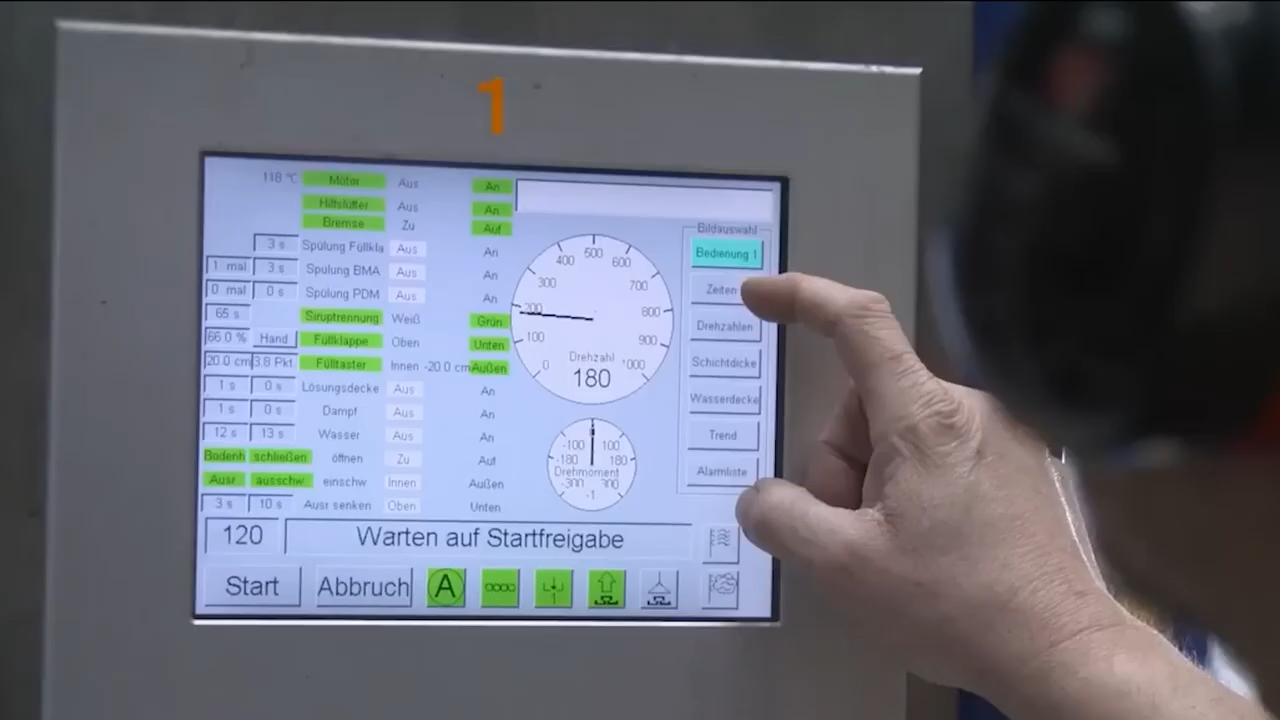 1
118 °C Motor Aus An
Hilfslüfter Aus An
Bremse Zu Auf
3 s Spülung Füllkla Aus An
1 mal 3 s Spülung BMA Aus An
0 mal 0 s Spülung PDM Aus An
65 s Siruptrennung Weiß Grün
66.0 % Hand Füllklappe Oben Unten
20.0 cm 3.8 Pkt. Fülltaster Innen -20.0 cm Außen
1 s 0 s Lösungsdecke Aus An
1 s 0 s Dampf Aus An
12 s 13 s Wasser Aus An
Bodenh schließen öffnen Zu Auf
Ausr ausschw einschw Innen Außen
3 s 10 s Ausr senken Oben Unten
0 100 200 300 400 500 600 700 800 900 1000
Drehzahl
180
-100 100
-180 180
Drehmoment
-300 300
-1
Bildauswahl
Bedienung 1
Zeiten
Drehzahlen
Schichtdicke
Wasserdecke
Trend
Alarmliste
120 Warten auf Startfreigabe
Start Abbruch A 1